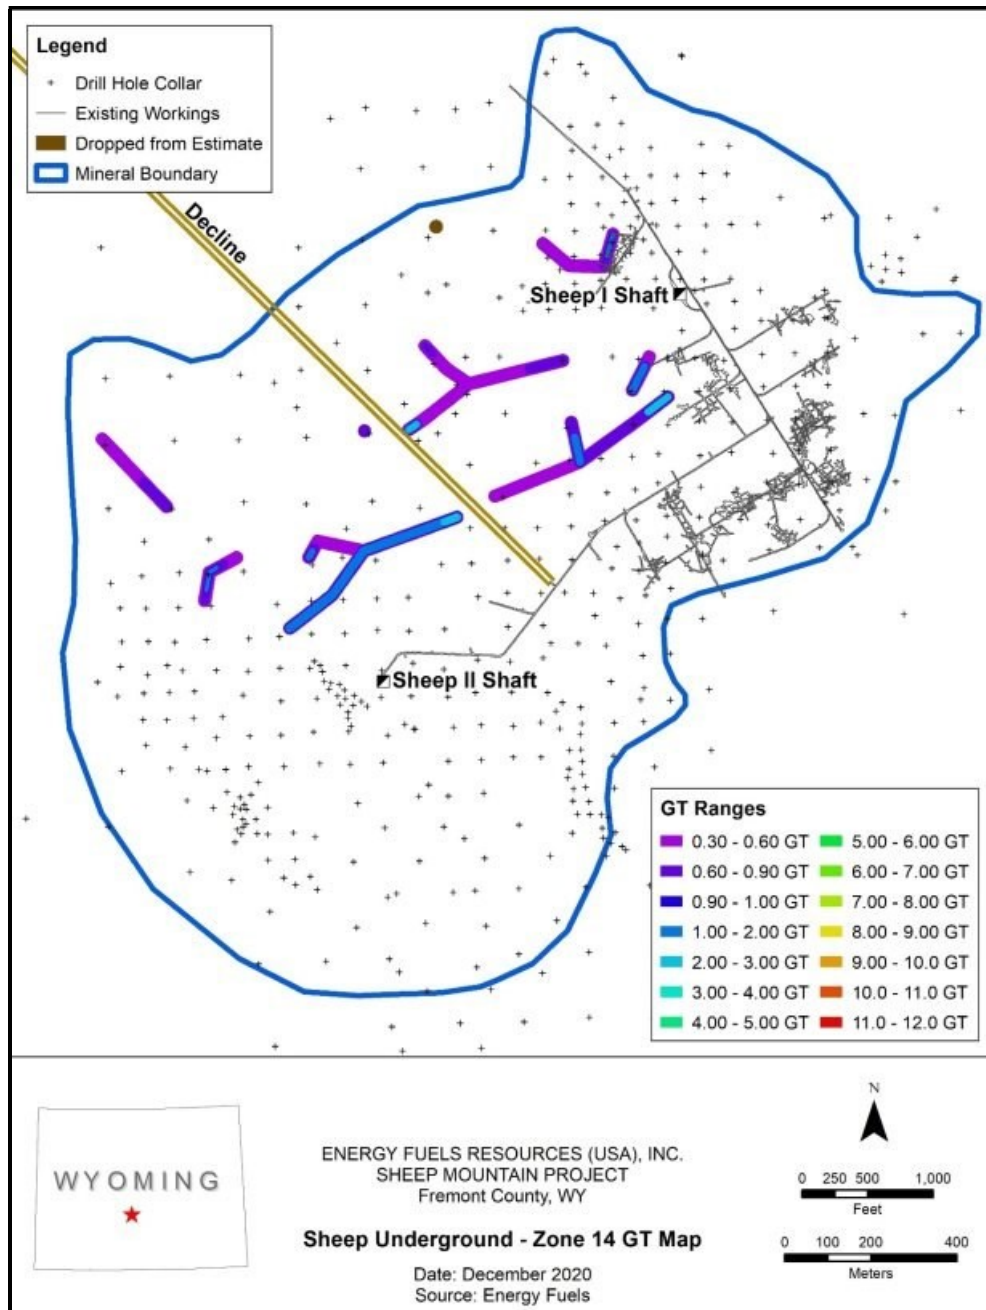 Legend
Drill Hole Collar
Existing Workings
Dropped from Estimate
Mineral Boundary
Decline
Sheep I Shaft
Sheep II Shaft
GT Ranges
0.30 - 0.60 GT
0.60 - 0.90 GT
0.90 - 1.00 GT
1.00 - 2.00 GT
2.00 - 3.00 GT
3.00 - 4.00 GT
4.00 - 5.00 GT
5.00 - 6.00 GT
6.00 - 7.00 GT
7.00 - 8.00 GT
8.00 - 9.00 GT
9.00 - 10.0 GT
10.0 - 11.0 GT
11.0 - 12.0 GT
WYOMING
ENERGY FUELS RESOURCES (USA), INC.
SHEEP MOUNTAIN PROJECT
Fremont County, WY
Sheep Underground - Zone 14 GT Map
Date: December 2020
Source: Energy Fuels
N
0 250 500 1,000
Feet
0 100 200 400
Meters